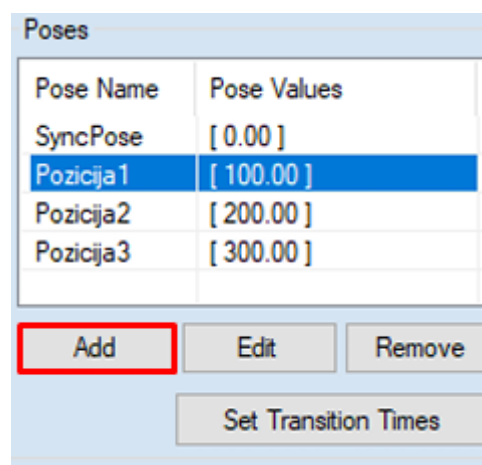 Poses
Pose Name Pose Values
SyncPose [ 0.00 ]
Pozicija1 [ 100.00 ]
Pozicija2 [ 200.00 ]
Pozicija3 [ 300.00 ]
Add Edit Remove
Set Transition Times